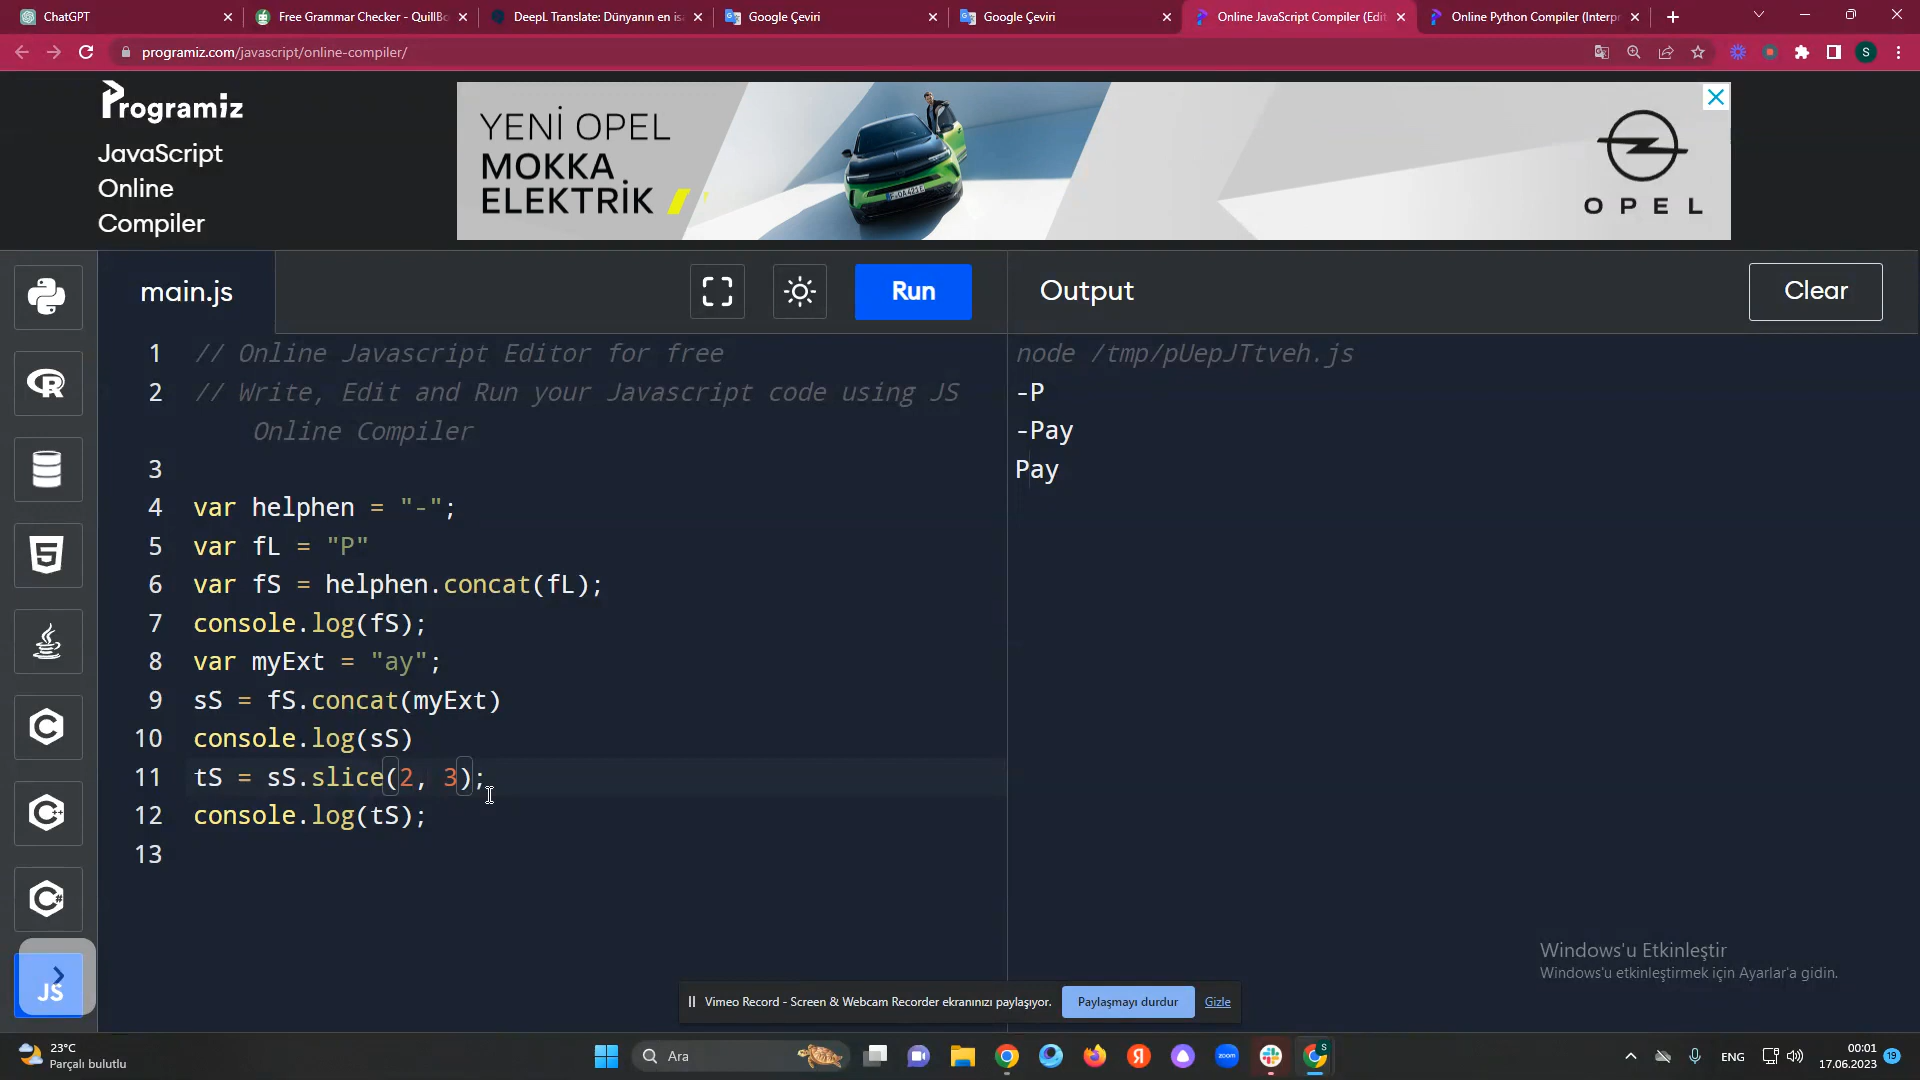 ChatGPT
Free Grammar Checker - QuillBo
DeepL Translate: Dünyanın en is
Google Çeviri
Google Çeviri
Online JavaScript Compiler (Edit
Online Python Compiler (Interpr
programiz.com/javascript/online-compiler/
S
Programiz
JavaScript
Online
Compiler
YENİ OPEL
MOKKA
ELEKTRİK
OPEL
main.js
Run
Output
Clear
1 // Online Javascript Editor for free
2 // Write, Edit and Run your Javascript code using JS
Online Compiler
3
4 var helphen = "-";
5 var fL = "P"
6 var fS = helphen.concat(fL);
7 console.log(fS);
8 var myExt = "ay";
9 sS = fS.concat(myExt)
10 console.log(sS)
11 tS = sS.slice(2, 3);
12 console.log(tS);
13
node /tmp/pUepJTtveh.js
-P
-Pay
Pay
JS
Windows'u Etkinleştir
Windows'u etkinleştirmek için Ayarlar'a gidin.
Vimeo Record - Screen & Webcam Recorder ekranınızı paylaşıyor.
Paylaşmayı durdur
Gizle
23°C
Parçalı bulutlu
Ara
zoom
ENG
00:01
17.06.2023
19